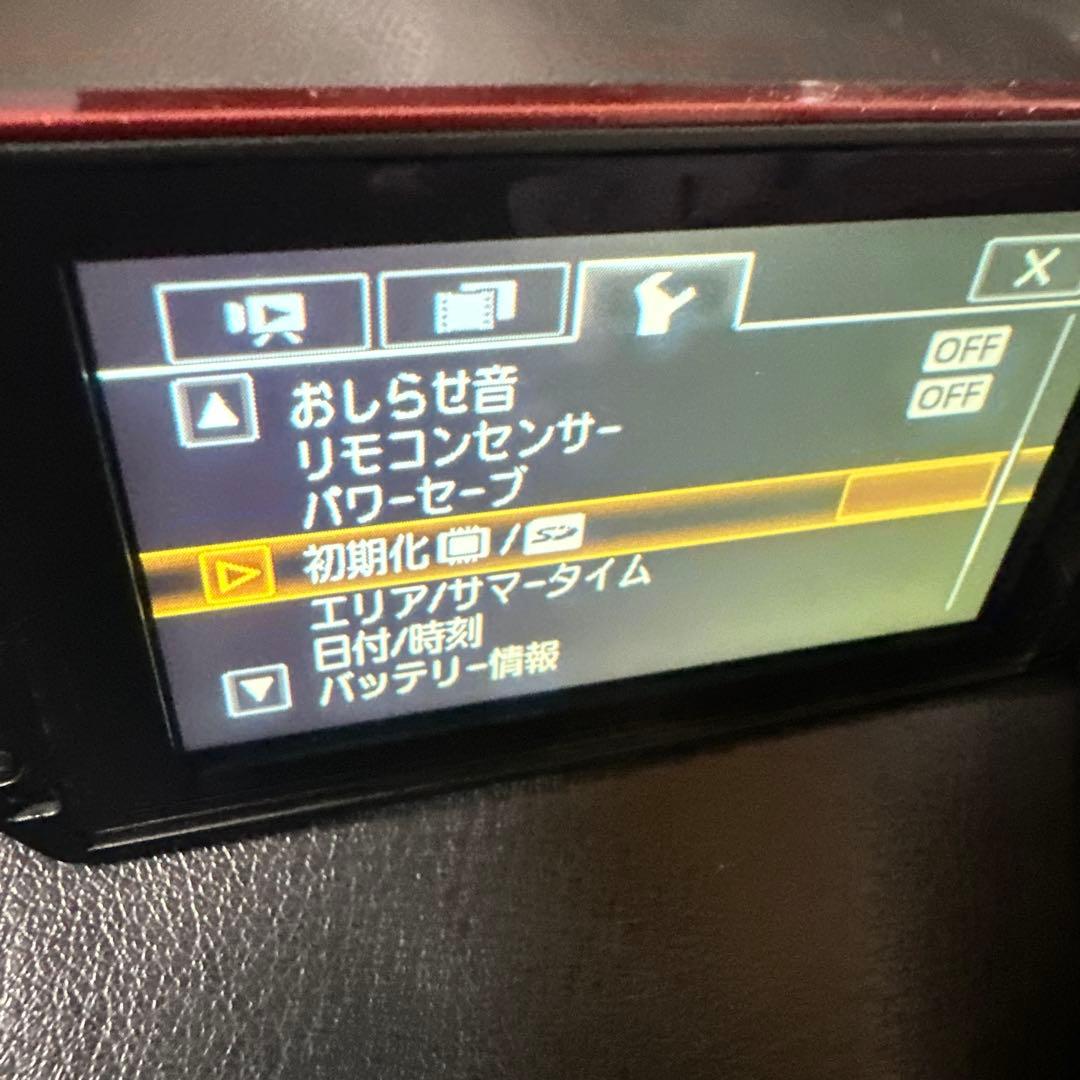 X
おしらせ音 OFF
リモコンセンサー OFF
パワーセーブ
初期化 / SD
エリア/サマータイム
日付/時刻
バッテリー情報